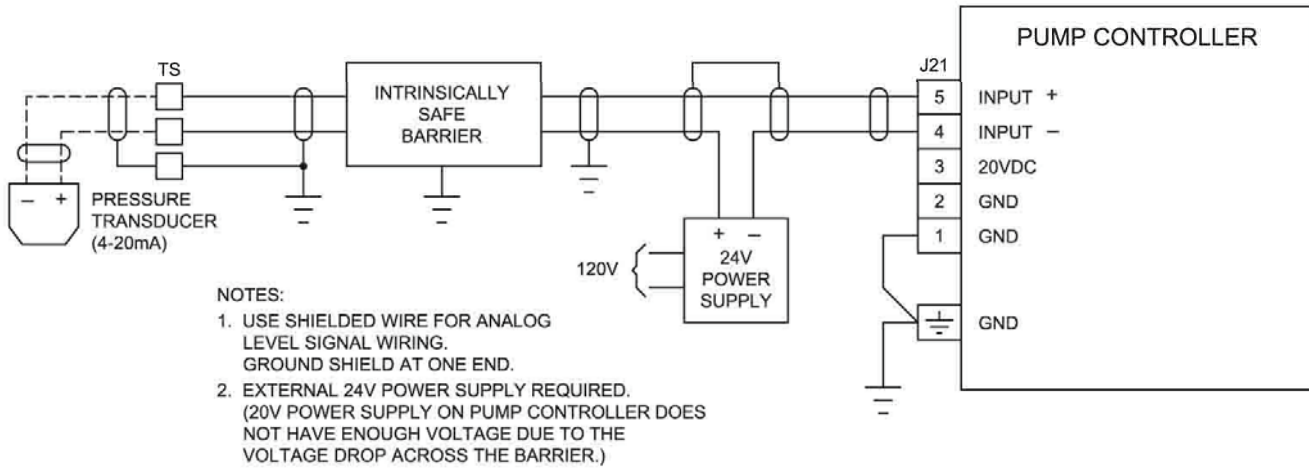 PUMP CONTROLLER
J21
TS
5 INPUT +
4 INPUT –
3 20VDC
2 GND
1 GND
GND
INTRINSICALLY
SAFE
BARRIER
– +
PRESSURE
TRANSDUCER
(4-20mA)
+ –
24V
POWER
SUPPLY
120V
NOTES:
1. USE SHIELDED WIRE FOR ANALOG
LEVEL SIGNAL WIRING.
GROUND SHIELD AT ONE END.
2. EXTERNAL 24V POWER SUPPLY REQUIRED.
(20V POWER SUPPLY ON PUMP CONTROLLER DOES
NOT HAVE ENOUGH VOLTAGE DUE TO THE
VOLTAGE DROP ACROSS THE BARRIER.)